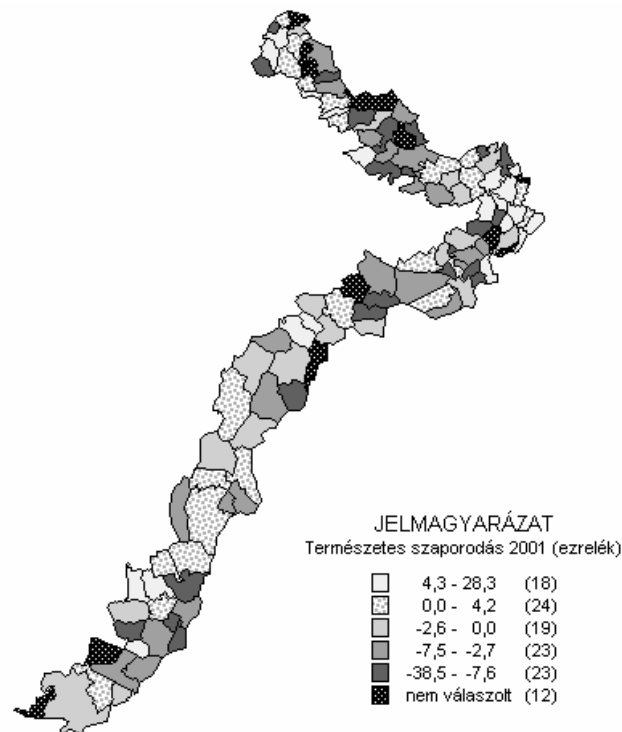 JELMAGYARÁZAT
Természetes szaporodás 2001 (ezrelék)
4,3 - 28,3 (18)
0,0 - 4,2 (24)
-2,6 - 0,0 (19)
-7,5 - -2,7 (23)
-38,5 - -7,6 (23)
nem válaszolt (12)